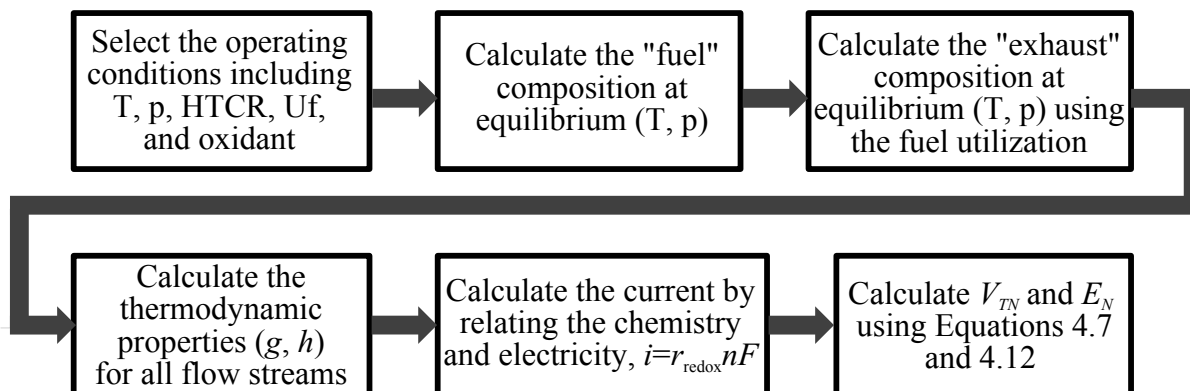 Select the operating
conditions including
T, p, HTCR, Uf,
and oxidant
Calculate the "fuel"
composition at
equilibrium (T, p)
Calculate the "exhaust"
composition at
equilibrium (T, p) using
the fuel utilization
Calculate the
thermodynamic
properties (g, h)
for all flow streams
Calculate the current by
relating the chemistry
and electricity, i=r_redox nF
Calculate V_TN and E_N
using Equations 4.7
and 4.12